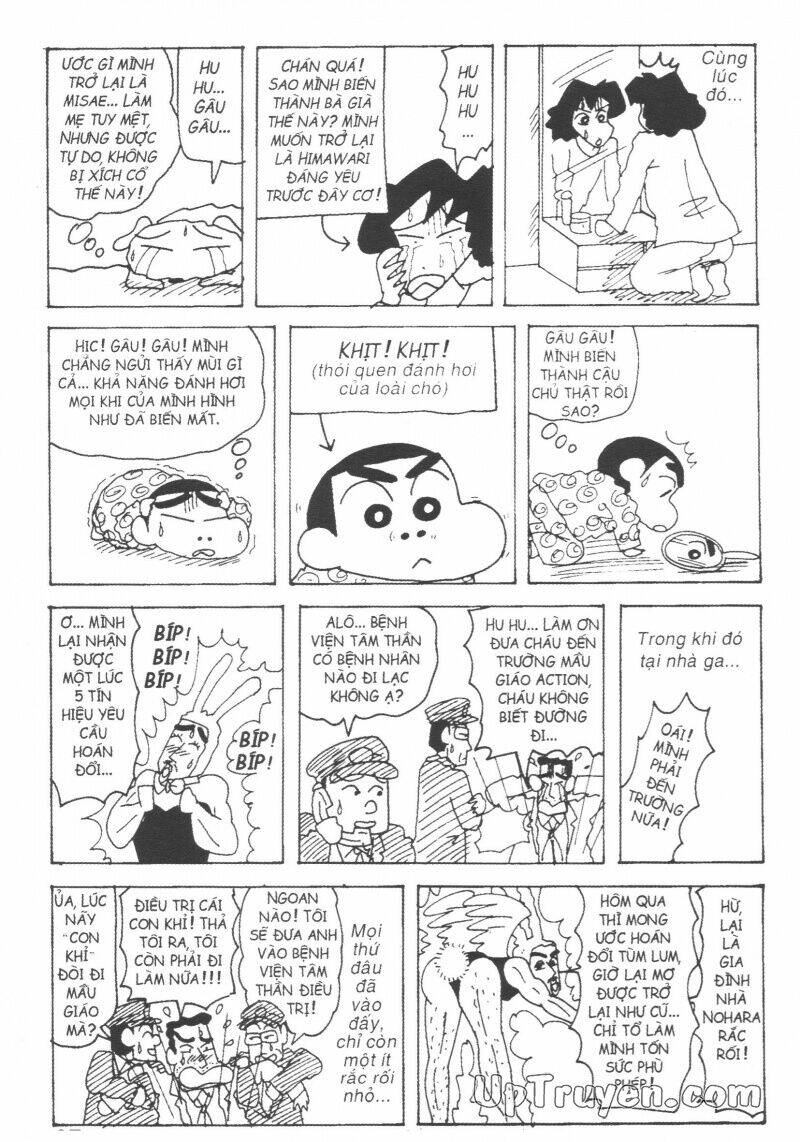 Cùng
lúc
đó...
HU
HU
HU
...
CHÁN QUÁ!
SAO MÌNH BIẾN
THÀNH BÀ GIÀ
THẾ NÀY? MÌNH
MUỐN TRỞ LẠI
LÀ HIMAWARI
ĐÁNG YÊU
TRƯỚC ĐÂY CƠ!
HU
HU...
GÂU
GÂU...
ƯỚC GÌ MÌNH
TRỞ LẠI LÀ
MISAE... LÀM
MẸ TUY MỆT,
NHƯNG ĐƯỢC
TỰ DO, KHÔNG
BỊ XÍCH CỔ
THẾ NÀY!
GÂU GÂU!
MÌNH BIẾN
THÀNH CẬU
CHỦ THẬT RỒI
SAO?
KHỊT! KHỊT!
(thói quen đánh hơi
của loài chó)
HIC! GÂU! GÂU! MÌNH
CHẲNG NGỬI THẤY MÙI GÌ
CẢ... KHẢ NĂNG ĐÁNH HƠI
MỌI KHI CỦA MÌNH HÌNH
NHƯ ĐÃ BIẾN MẤT.
Trong khi đó
tại nhà ga...
OÁI!
MÌNH
PHẢI
ĐẾN
TRƯỜNG
NỮA!
HU HU... LÀM ƠN
ĐƯA CHÁU ĐẾN
TRƯỜNG MẪU
GIÁO ACTION,
CHÁU KHÔNG
BIẾT ĐƯỜNG
ĐI...
ALÔ... BỆNH
VIỆN TÂM THẦN
CÓ BỆNH NHÂN
NÀO ĐI LẠC
KHÔNG Ạ?
BÍP!
BÍP!
BÍP!
BÍP!
BÍP!
Ơ... MÌNH
LẠI NHẬN
ĐƯỢC
MỘT LÚC
5 TÍN
HIỆU YÊU
CẦU
HOÁN
ĐỔI...
HỪ,
LẠI
LÀ
GIA
ĐÌNH
NHÀ
NOHARA
RẮC
RỐI!
HÔM QUA
THÌ MONG
ƯỚC HOÁN
ĐỔI TÙM LUM,
GIỜ LẠI MƠ
ĐƯỢC TRỞ
LẠI NHƯ CŨ...
CHỈ TỔ LÀM
MÌNH TỐN
SỨC PHÙ
PHÉP!
Mọi
thứ
đâu
đã
vào
đấy,
chỉ còn
một ít
rắc rối
nhỏ...
NGOAN
NÀO! TÔI
SẼ ĐƯA ANH
VÀO BỆNH
VIỆN TÂM
THẦN ĐIỀU
TRỊ!
ĐIỀU TRỊ CÁI
CON KHỈ! THẢ
TÔI RA, TÔI
CÒN PHẢI ĐI
LÀM NỮA!!!
ỦA, LÚC
NÃY
"CON
KHỈ"
ĐÒI ĐI
MẪU
GIÁO
MÀ?
UpTruyen.com